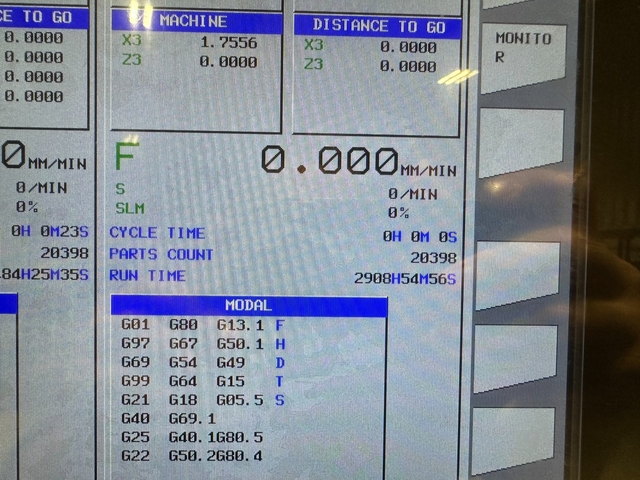 CE TO GO
0.0000
0.0000
0.0000
0.0000
0MM/MIN
0/MIN
0%
0H 0M23S
20398
84H25M35S
MACHINE
X3 1.7556
Z3 0.0000
DISTANCE TO GO
X3 0.0000
Z3 0.0000
F 0.000MM/MIN
S 0/MIN
SLM 0%
CYCLE TIME 0H 0M 0S
PARTS COUNT 20398
RUN TIME 2908H54M56S
MODAL
G01 G80 G13.1 F
G97 G67 G50.1 H
G69 G54 G49 D
G99 G64 G15 T
G21 G18 G05.5 S
G40 G69.1
G25 G40.1G80.5
G22 G50.2G80.4
MONITO
R